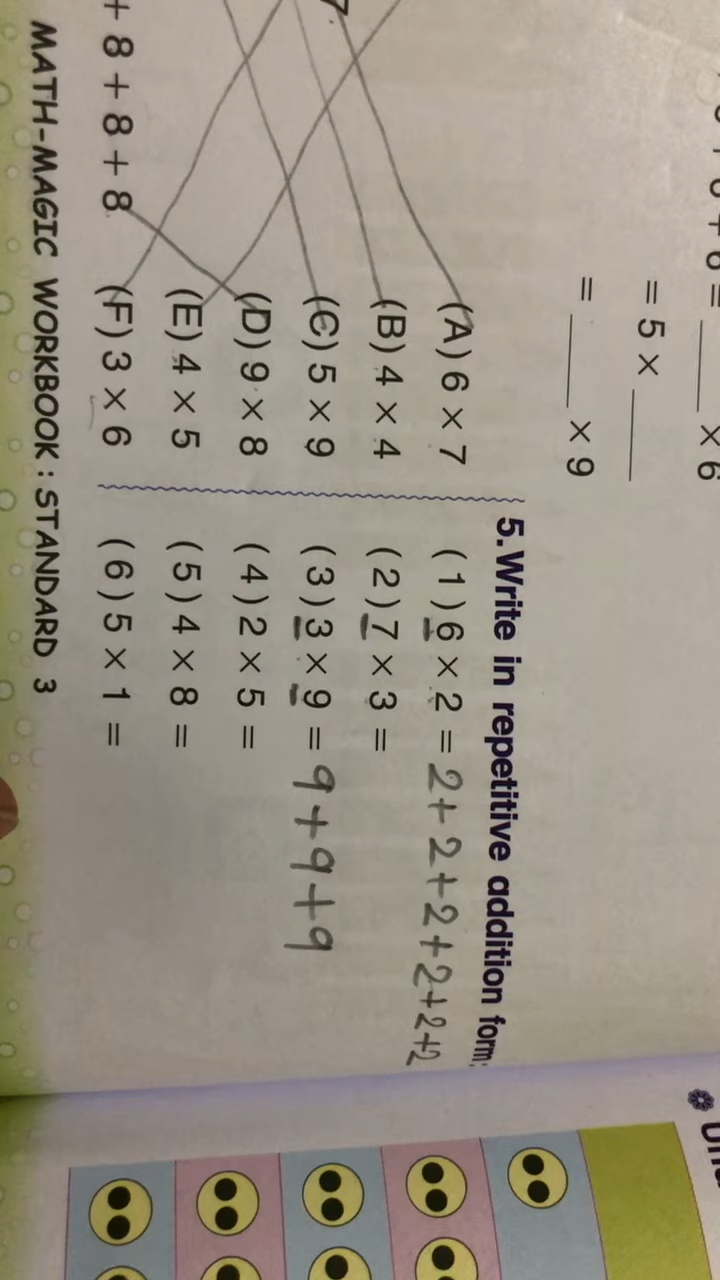 = 
× 6
= 5 ×
= × 9
+ 8 + 8 + 8
(A) 6 × 7
(B) 4 × 4
(C) 5 × 9
(D) 9 × 8
(E) 4 × 5
(F) 3 × 6
5. Write in repetitive addition form:
(1) 6 × 2 = 2+2+2+2+2+2
(2) 7 × 3 =
(3) 3 × 9 = 9+9+9
(4) 2 × 5 =
(5) 4 × 8 =
(6) 5 × 1 =
MATH-MAGIC WORKBOOK : STANDARD 3